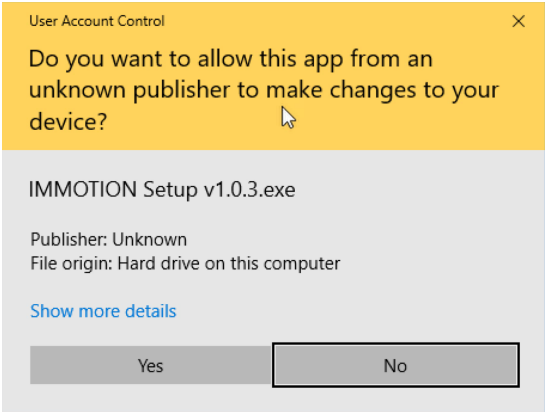 User Account Control
Do you want to allow this app from an
unknown publisher to make changes to your
device?
IMMOTION Setup v1.0.3.exe
Publisher: Unknown
File origin: Hard drive on this computer
Show more details
Yes
No